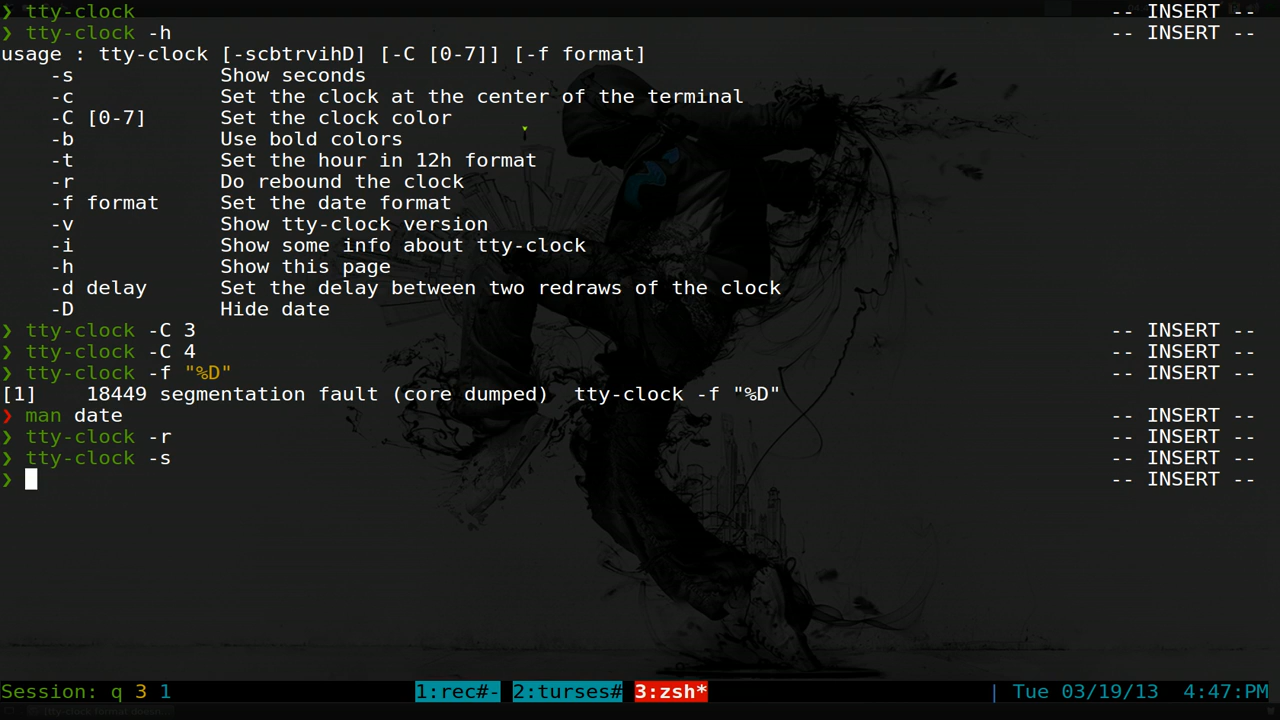 ❯ tty-clock -- INSERT --
❯ tty-clock -h -- INSERT --
usage : tty-clock [-scbtrvihD] [-C [0-7]] [-f format]
    -s            Show seconds
    -c            Set the clock at the center of the terminal
    -C [0-7]      Set the clock color
    -b            Use bold colors
    -t            Set the hour in 12h format
    -r            Do rebound the clock
    -f format     Set the date format
    -v            Show tty-clock version
    -i            Show some info about tty-clock
    -h            Show this page
    -d delay      Set the delay between two redraws of the clock
    -D            Hide date
❯ tty-clock -C 3 -- INSERT --
❯ tty-clock -C 4 -- INSERT --
❯ tty-clock -f "%D" -- INSERT --
[1]    18449 segmentation fault (core dumped)  tty-clock -f "%D"
❯ man date -- INSERT --
❯ tty-clock -r -- INSERT --
❯ tty-clock -s -- INSERT --
❯ -- INSERT --
Session: q 3 1 1:rec#- 2:turses# 3:zsh* | Tue 03/19/13  4:47:PM